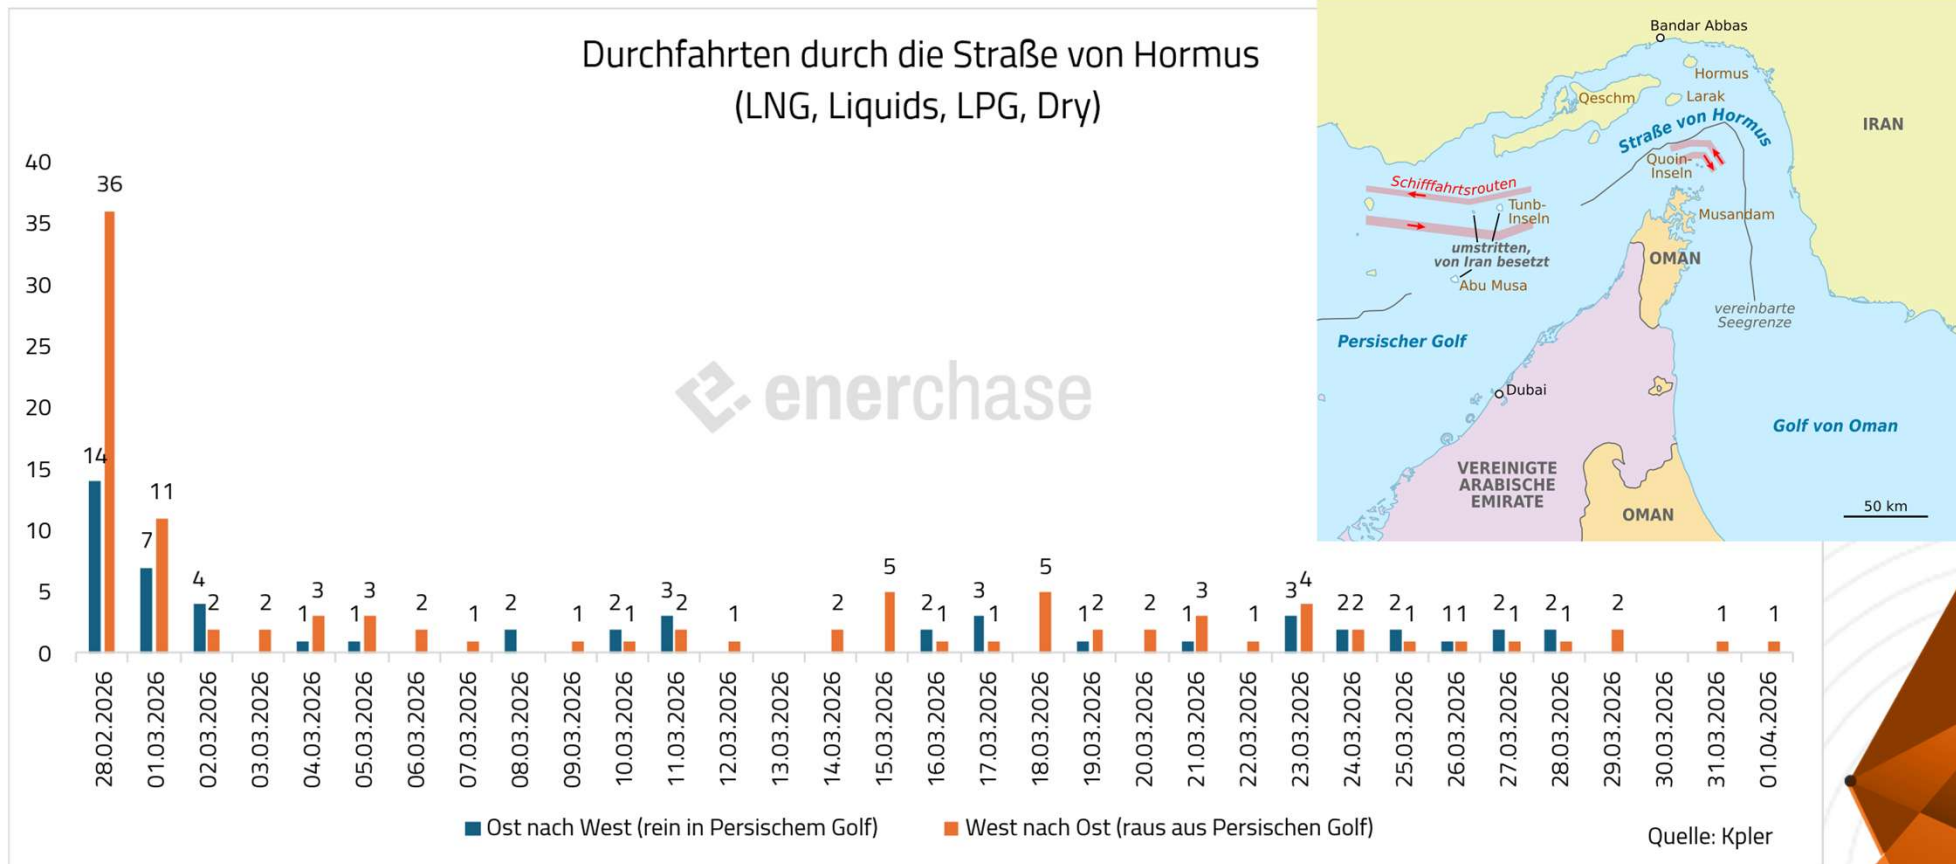 Durchfahrten durch die Straße von Hormus
(LNG, Liquids, LPG, Dry)
40
35
30
25
20
15
10
5
0
14 36
7 11
4 2
2
1 3
1 3
2
1
2
1
2 1
3 2
1
2
5
2 1
3 1
5
1 2
2
1 3
1
3 4
2 2
2 1
1 1
2 1
2 1
2
1
1
28.02.2026
01.03.2026
02.03.2026
03.03.2026
04.03.2026
05.03.2026
06.03.2026
07.03.2026
08.03.2026
09.03.2026
10.03.2026
11.03.2026
12.03.2026
13.03.2026
14.03.2026
15.03.2026
16.03.2026
17.03.2026
18.03.2026
19.03.2026
20.03.2026
21.03.2026
22.03.2026
23.03.2026
24.03.2026
25.03.2026
26.03.2026
27.03.2026
28.03.2026
29.03.2026
30.03.2026
31.03.2026
01.04.2026
Ost nach West (rein in Persischem Golf)
West nach Ost (raus aus Persischen Golf)
Quelle: Kpler
enerchase
Bandar Abbas
Hormus
Qeschm
Larak
IRAN
Straße von Hormus
Quoin-
Inseln
Schifffahrtsrouten
Tunb-
Inseln
Musandam
umstritten,
von Iran besetzt
OMAN
Abu Musa
vereinbarte
Seegrenze
Persischer Golf
Dubai
Golf von Oman
VEREINIGTE
ARABISCHE
EMIRATE
OMAN
50 km